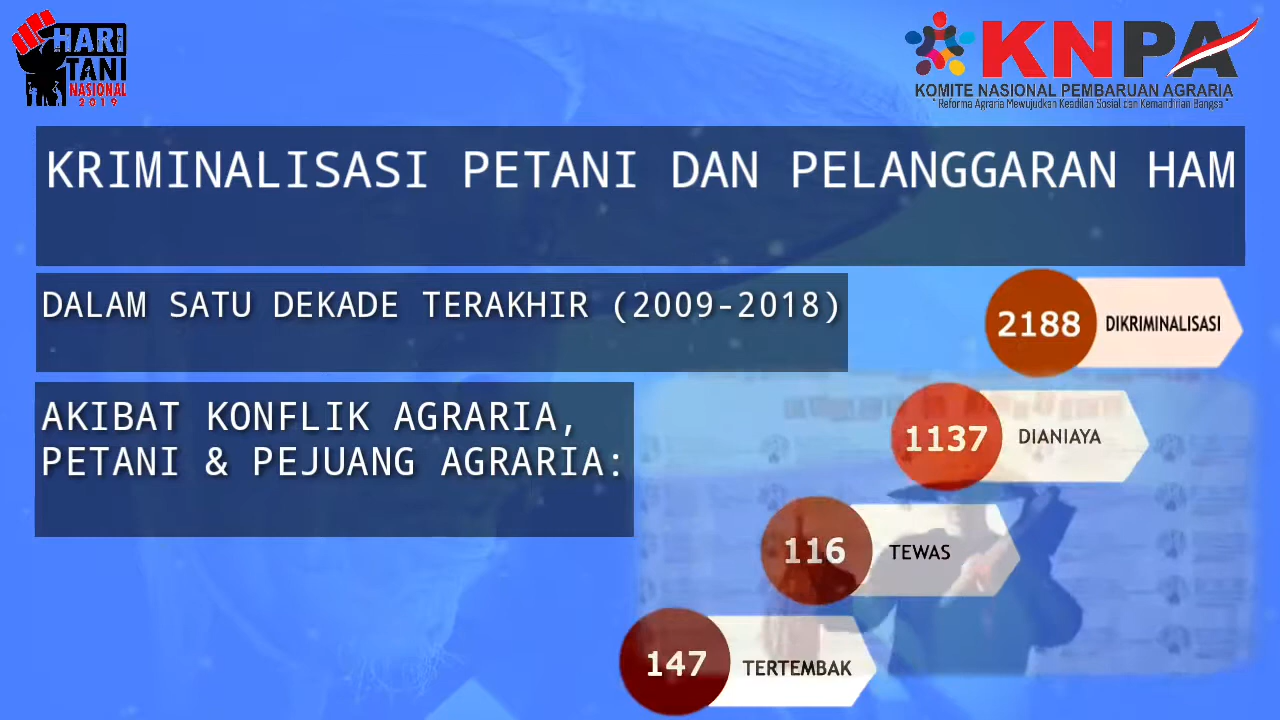 HARI
TANI
NASIONAL
2019
KNPA
KOMITE NASIONAL PEMBARUAN AGRARIA
"Reforma Agraria Mewujudkan Keadilan Sosial dan Kemandirian Bangsa"
KRIMINALISASI PETANI DAN PELANGGARAN HAM
DALAM SATU DEKADE TERAKHIR (2009-2018)
AKIBAT KONFLIK AGRARIA,
PETANI & PEJUANG AGRARIA:
2188 DIKRIMINALISASI
1137 DIANIAYA
116 TEWAS
147 TERTEMBAK